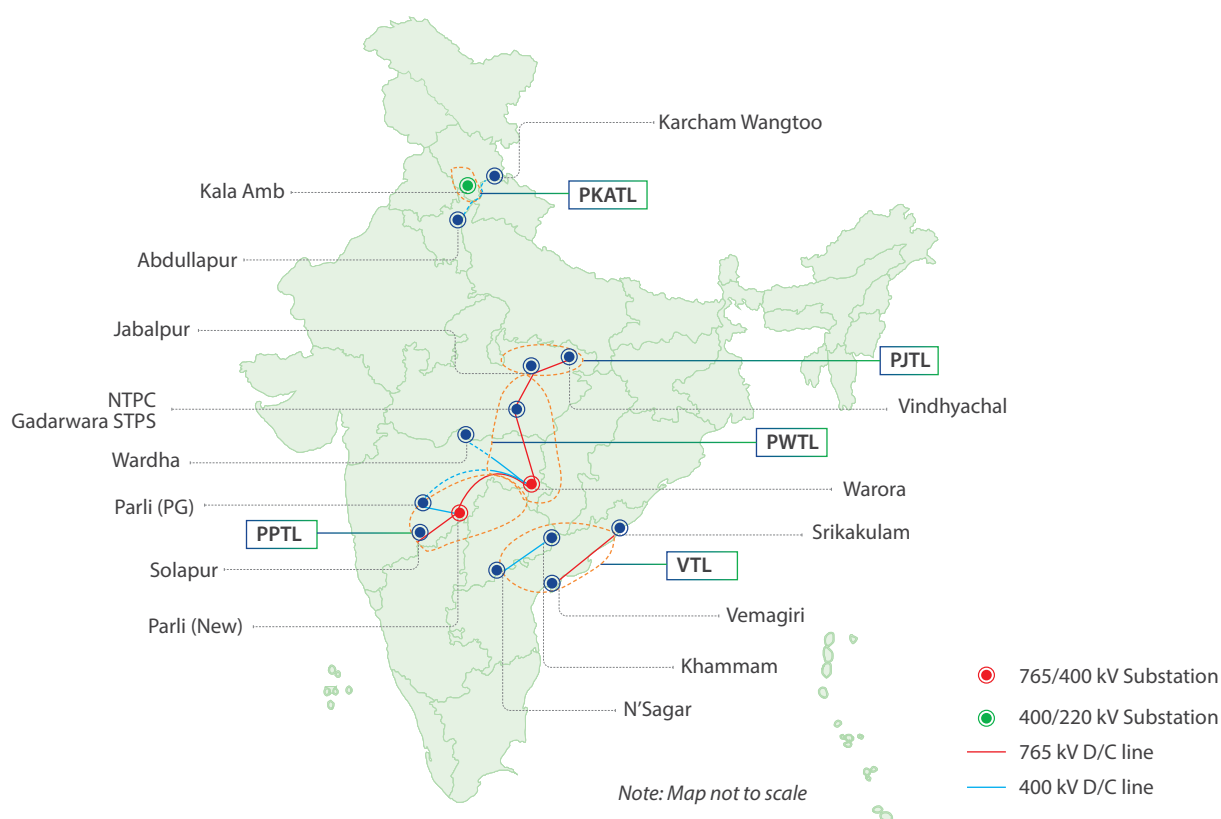 Karcham Wangtoo
Kala Amb
PKATL
Abdullapur
Jabalpur
PJTL
NTPC
Gadarwara STPS
Vindhyachal
PWTL
Wardha
Warora
Parli (PG)
PPTL
Srikakulam
Solapur
VTL
Vemagiri
Parli (New)
Khammam
N’Sagar
765/400 kV Substation
400/220 kV Substation
765 kV D/C line
400 kV D/C line
Note: Map not to scale